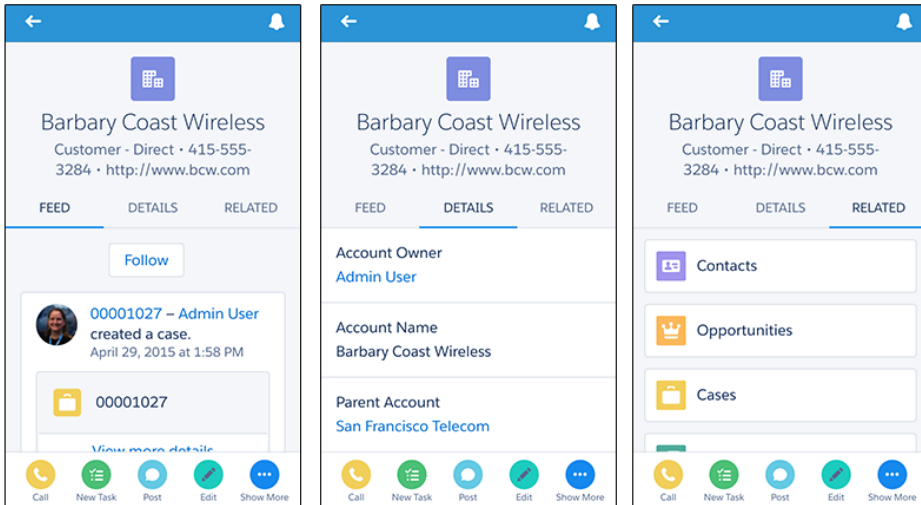 Barbary Coast Wireless
Customer - Direct • 415-555-
3284 • http://www.bcw.com
FEED DETAILS RELATED
Follow
00001027 – Admin User
created a case.
April 29, 2015 at 1:58 PM
00001027
View more details
Call New Task Post Edit Show More
Barbary Coast Wireless
Customer - Direct • 415-555-
3284 • http://www.bcw.com
FEED DETAILS RELATED
Account Owner
Admin User
Account Name
Barbary Coast Wireless
Parent Account
San Francisco Telecom
Call New Task Post Edit Show More
Barbary Coast Wireless
Customer - Direct • 415-555-
3284 • http://www.bcw.com
FEED DETAILS RELATED
Contacts
Opportunities
Cases
Call New Task Post Edit Show More